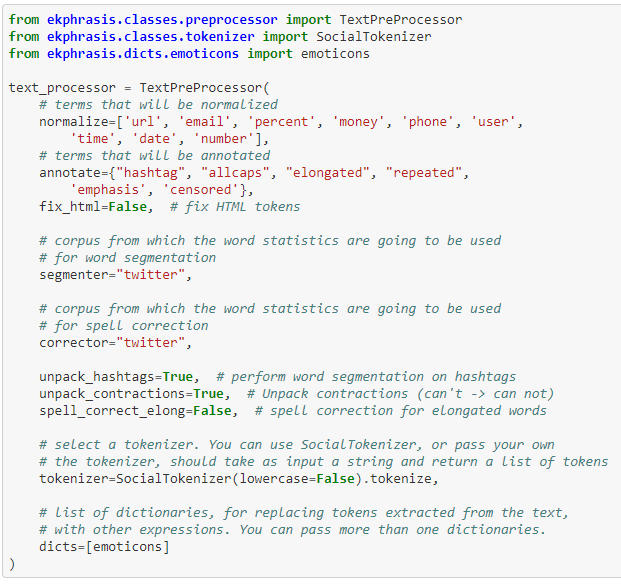 from ekphrasis.classes.preprocessor import TextPreProcessor
from ekphrasis.classes.tokenizer import SocialTokenizer
from ekphrasis.dicts.emoticons import emoticons

text_processor = TextPreProcessor(
    # terms that will be normalized
    normalize=['url', 'email', 'percent', 'money', 'phone', 'user',
        'time', 'date', 'number'],
    # terms that will be annotated
    annotate={"hashtag", "allcaps", "elongated", "repeated",
        'emphasis', 'censored'},
    fix_html=False,  # fix HTML tokens

    # corpus from which the word statistics are going to be used
    # for word segmentation
    segmenter="twitter",

    # corpus from which the word statistics are going to be used
    # for spell correction
    corrector="twitter",

    unpack_hashtags=True,  # perform word segmentation on hashtags
    unpack_contractions=True,  # Unpack contractions (can't -> can not)
    spell_correct_elong=False,  # spell correction for elongated words

    # select a tokenizer. You can use SocialTokenizer, or pass your own
    # the tokenizer, should take as input a string and return a list of tokens
    tokenizer=SocialTokenizer(lowercase=False).tokenize,

    # list of dictionaries, for replacing tokens extracted from the text,
    # with other expressions. You can pass more than one dictionaries.
    dicts=[emoticons]
)